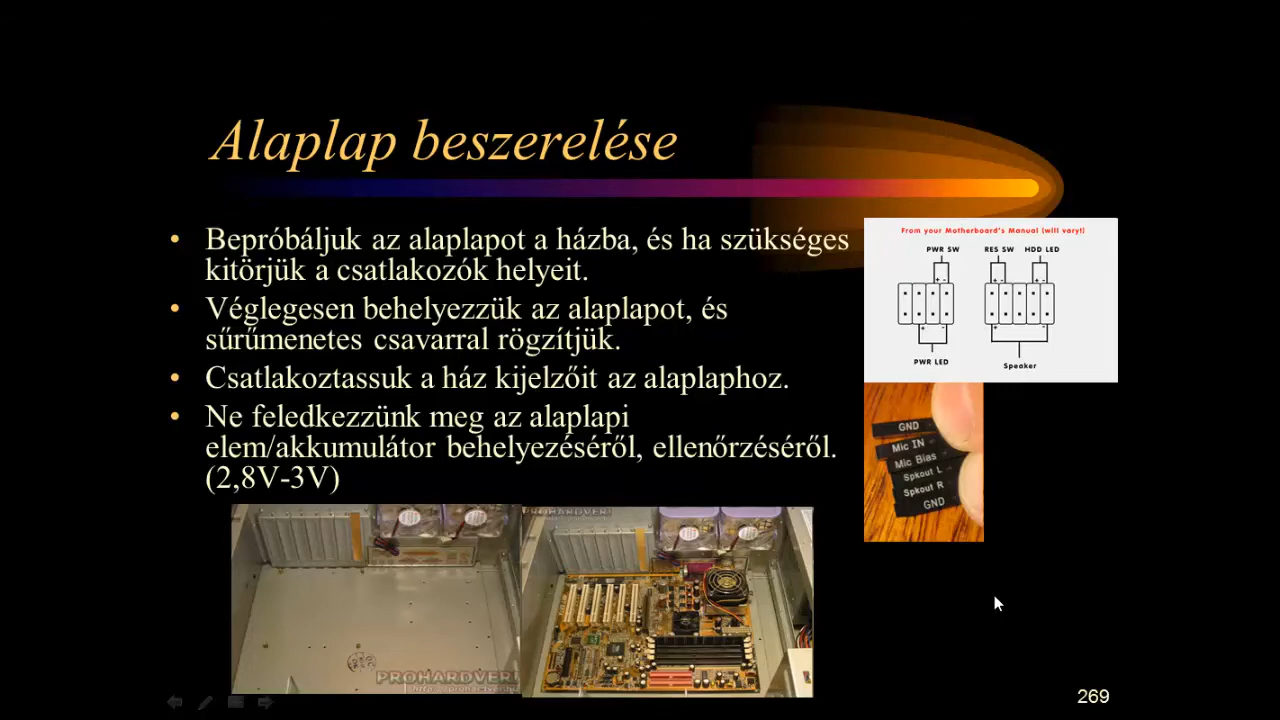 Alaplap beszerelése
• Bepróbáljuk az alaplapot a házba, és ha szükséges
kitörjük a csatlakozók helyeit.
• Véglegesen behelyezzük az alaplapot, és
sűrűmenetes csavarral rögzítjük.
• Csatlakoztassuk a ház kijelzőit az alaplaphoz.
• Ne feledkezzünk meg az alaplapi
elem/akkumulátor behelyezéséről, ellenőrzéséről.
(2,8V-3V)
From your Motherboard's Manual (will vary!)
PWR SW RES SW HDD LED
+ - + - + -
+ - + -
PWR LED
Speaker
GND
Mic IN
Mic Bias
Spkout L
Spkout R
GND
PROHARDVER!
PROHARDVER!
269